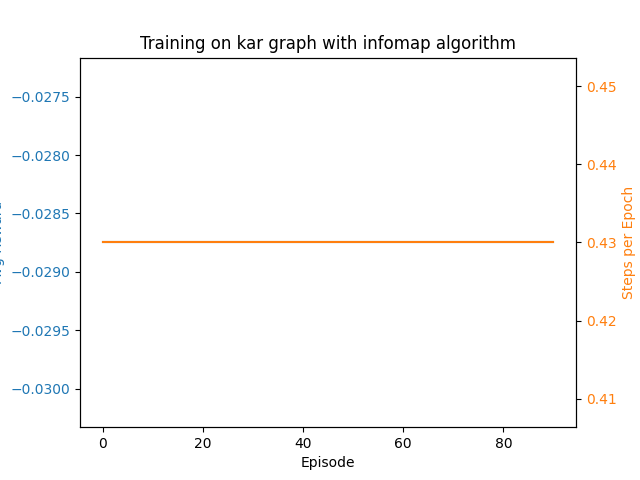 Training on kar graph with infomap algorithm
−0.0275
−0.0280
−0.0285
−0.0290
−0.0295
−0.0300
0.45
0.44
0.43
0.42
0.41
Steps per Epoch
0 20 40 60 80
Episode